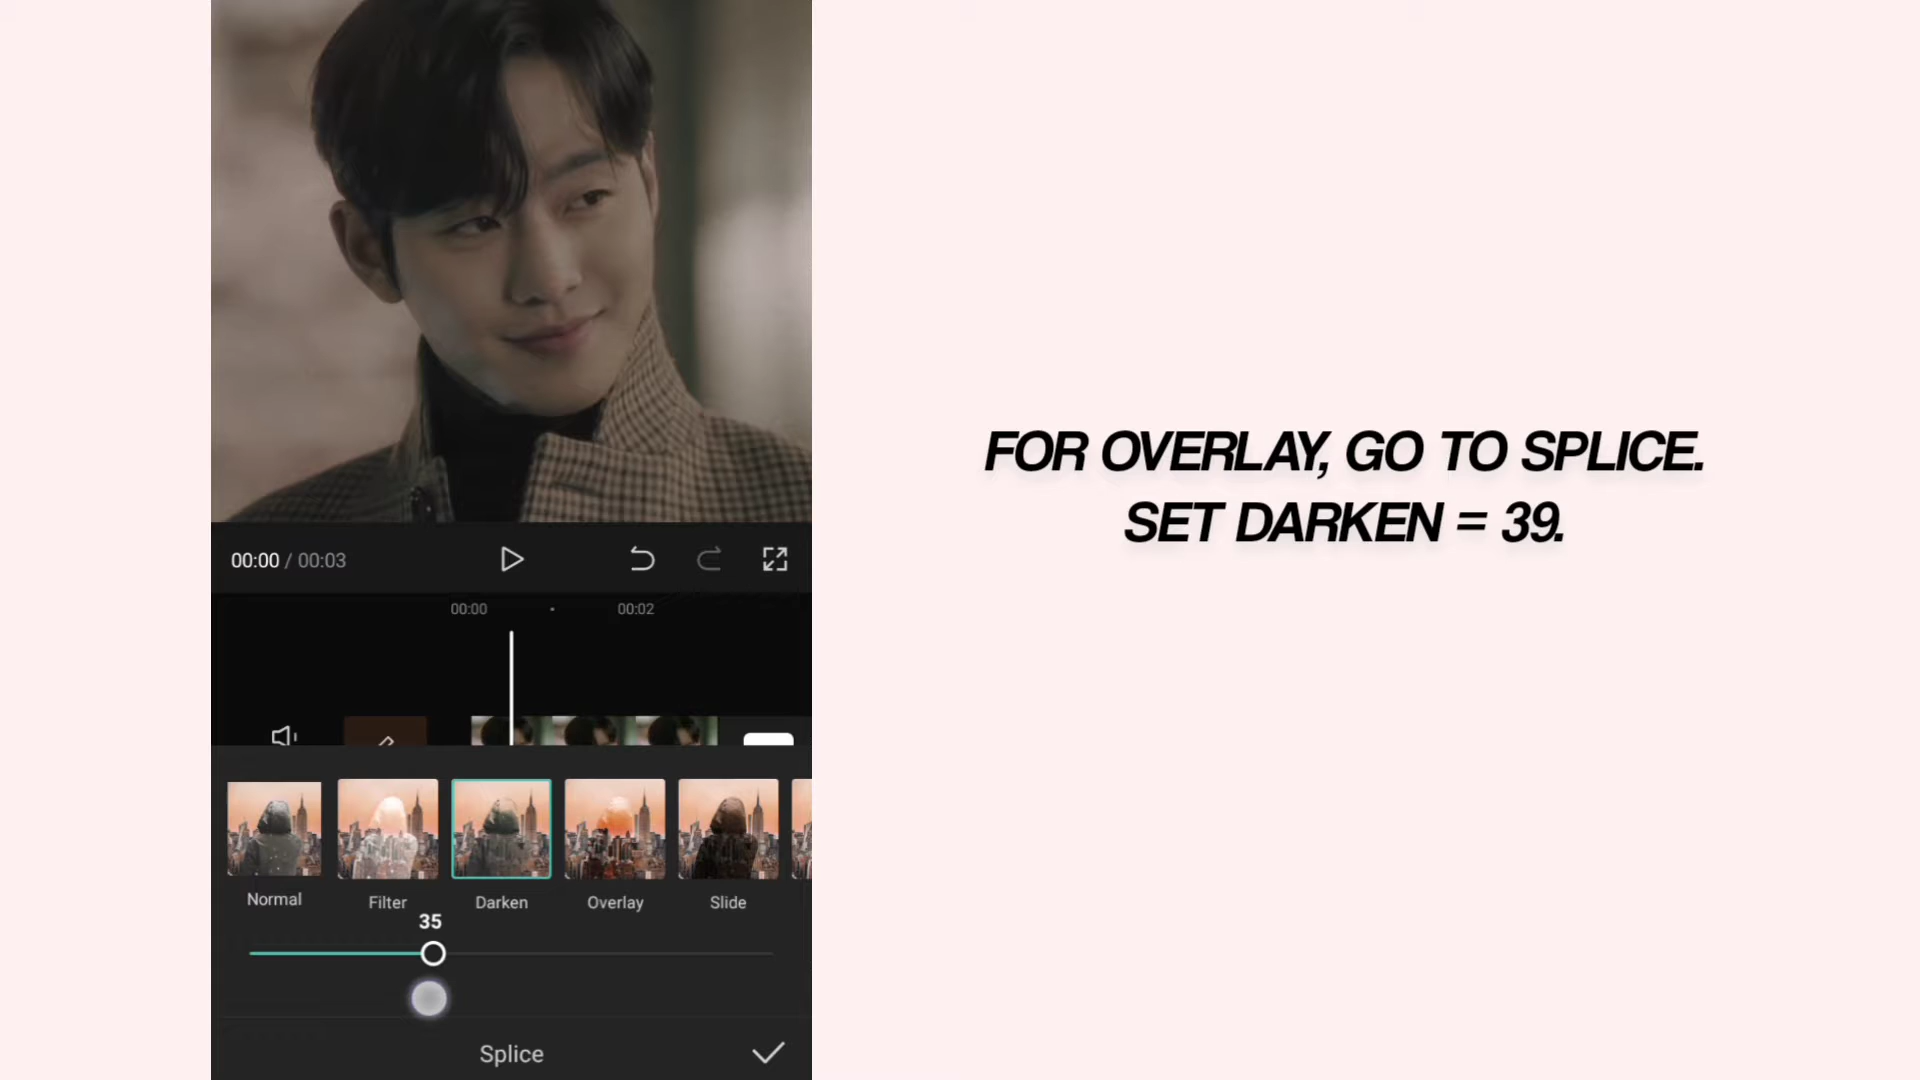 FOR OVERLAY, GO TO SPLICE.
SET DARKEN = 39.
00:00 / 00:03
00:00
00:02
Normal
Filter
Darken
Overlay
Slide
35
Splice